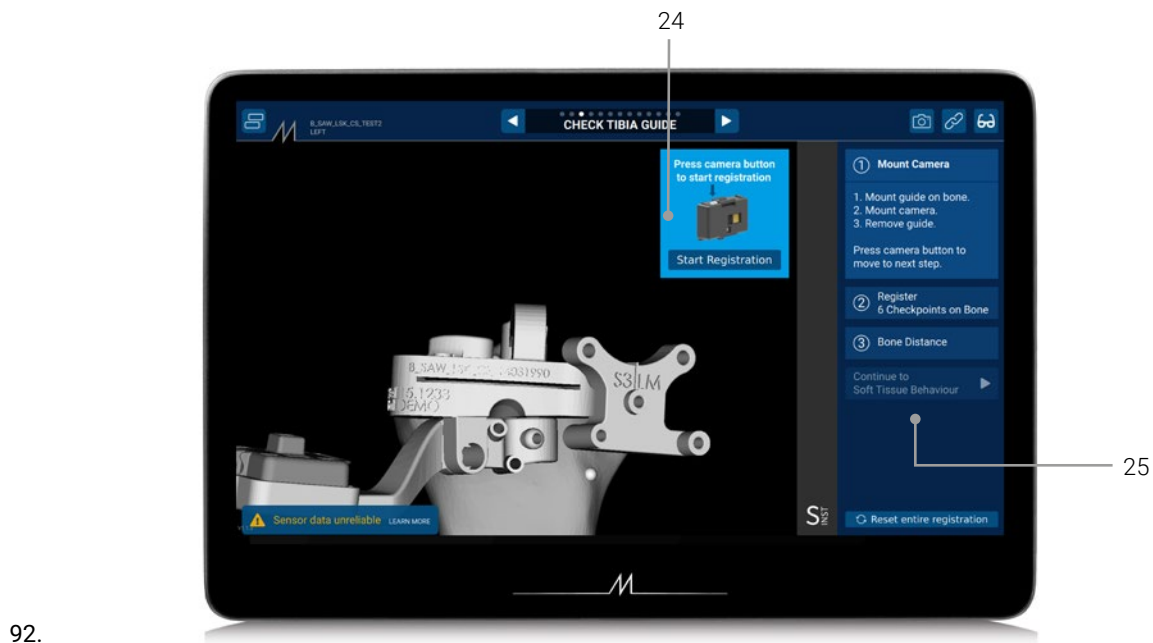 24
B_SAW_LSK_CS_TEST2
LEFT
CHECK TIBIA GUIDE
Press camera button
to start registration
Start Registration
1 Mount Camera
1. Mount guide on bone.
2. Mount camera.
3. Remove guide.
Press camera button to
move to next step.
2 Register
6 Checkpoints on Bone
3 Bone Distance
Continue to
Soft Tissue Behaviour
25
S3 LM
DEMO
Sensor data unreliable LEARN MORE
S INST
Reset entire registration
M
92.